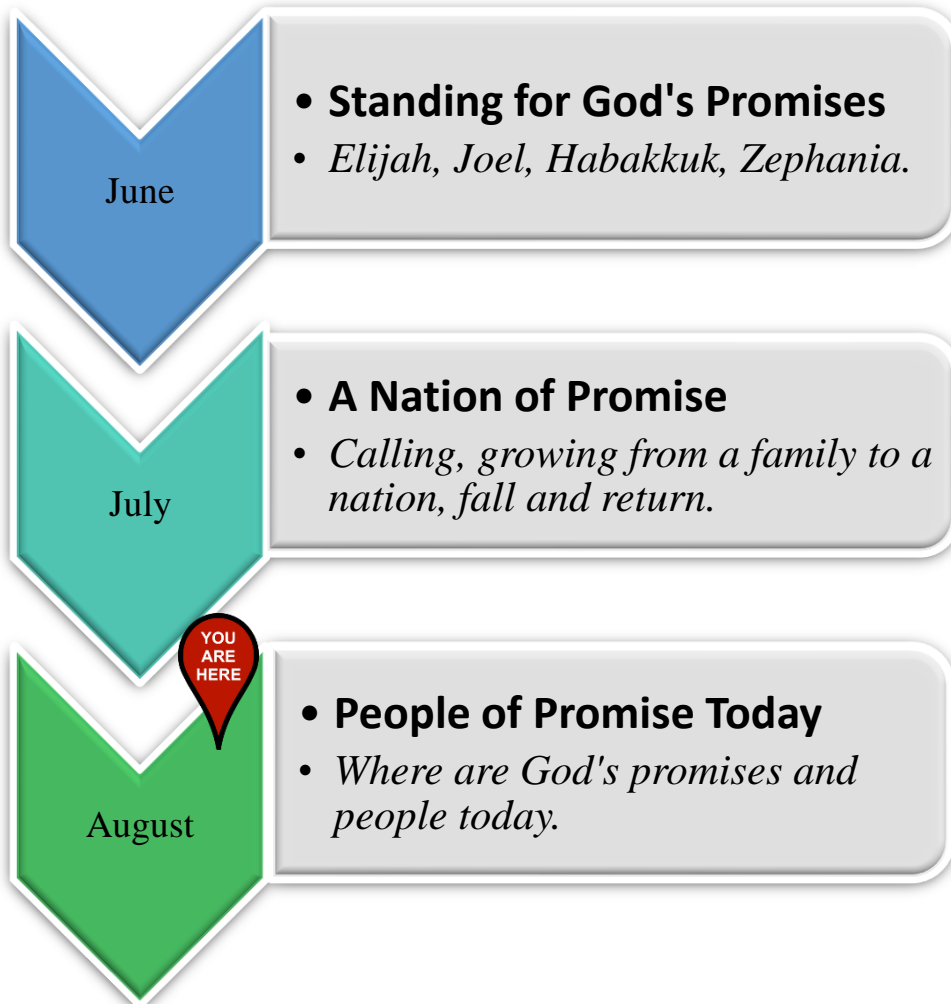 June
• Standing for God's Promises
• Elijah, Joel, Habakkuk, Zephania.
July
• A Nation of Promise
• Calling, growing from a family to a
nation, fall and return.
YOU
ARE
HERE
August
• People of Promise Today
• Where are God's promises and
people today.